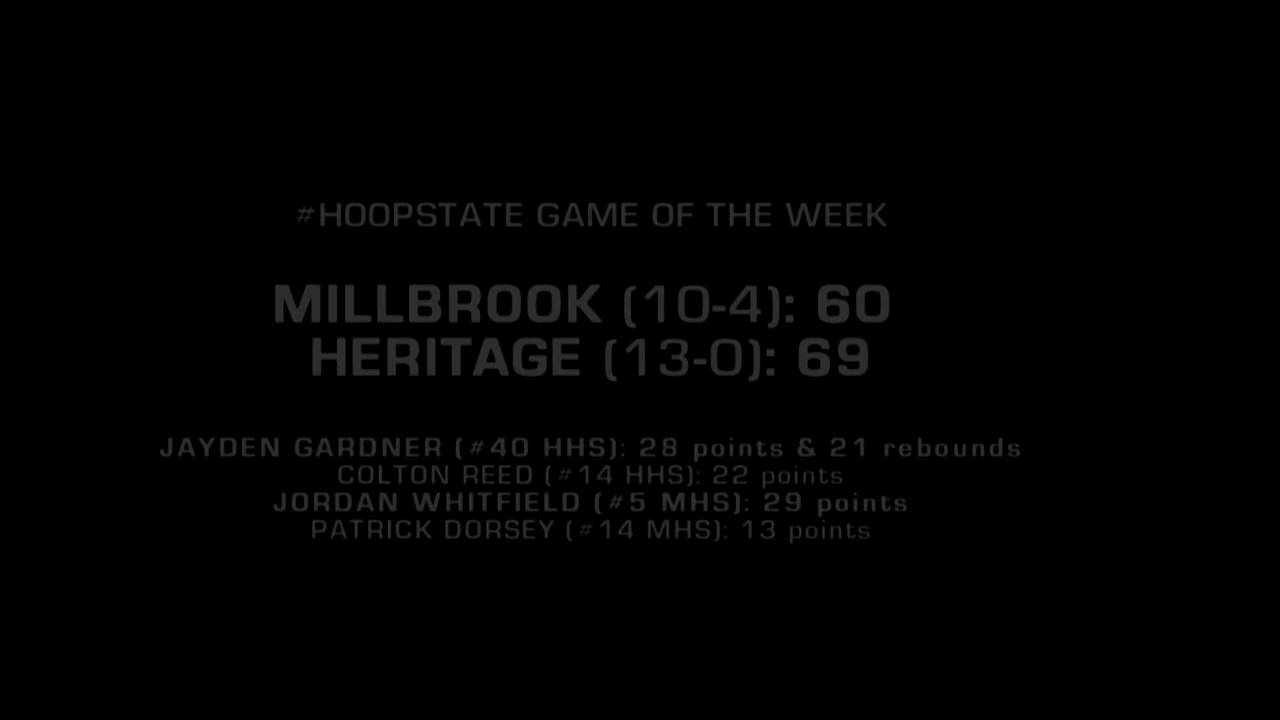 #HOOPSTATE GAME OF THE WEEK
MILLBROOK (10-4): 60
HERITAGE (13-0): 69
JAYDEN GARDNER (#40 HHS): 28 points & 21 rebounds
COLTON REED (#14 HHS): 22 points
JORDAN WHITFIELD (#5 MHS): 29 points
PATRICK DORSEY (#14 MHS): 13 points